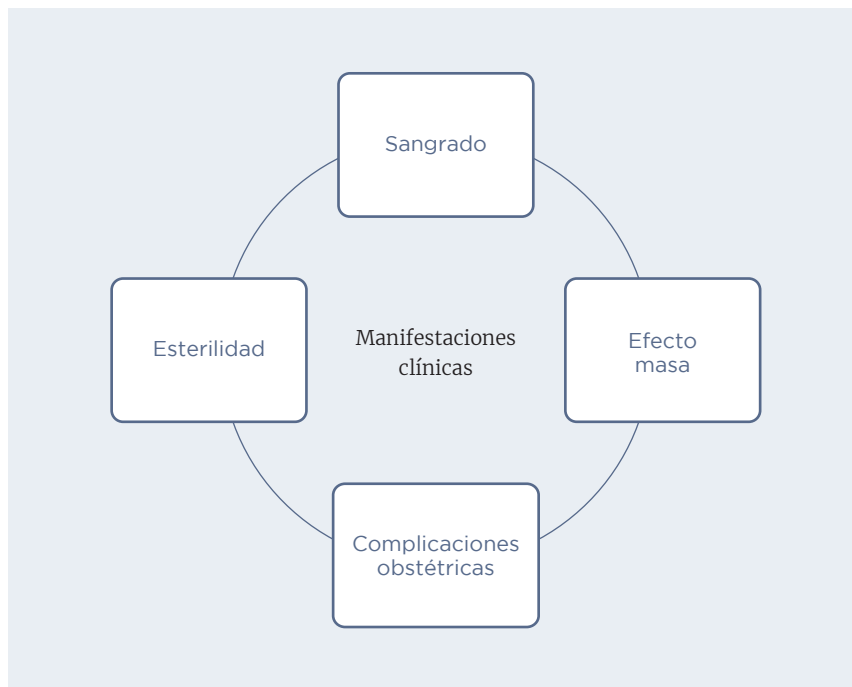 Sangrado
Esterilidad
Manifestaciones
clínicas
Efecto
masa
Complicaciones
obstétricas